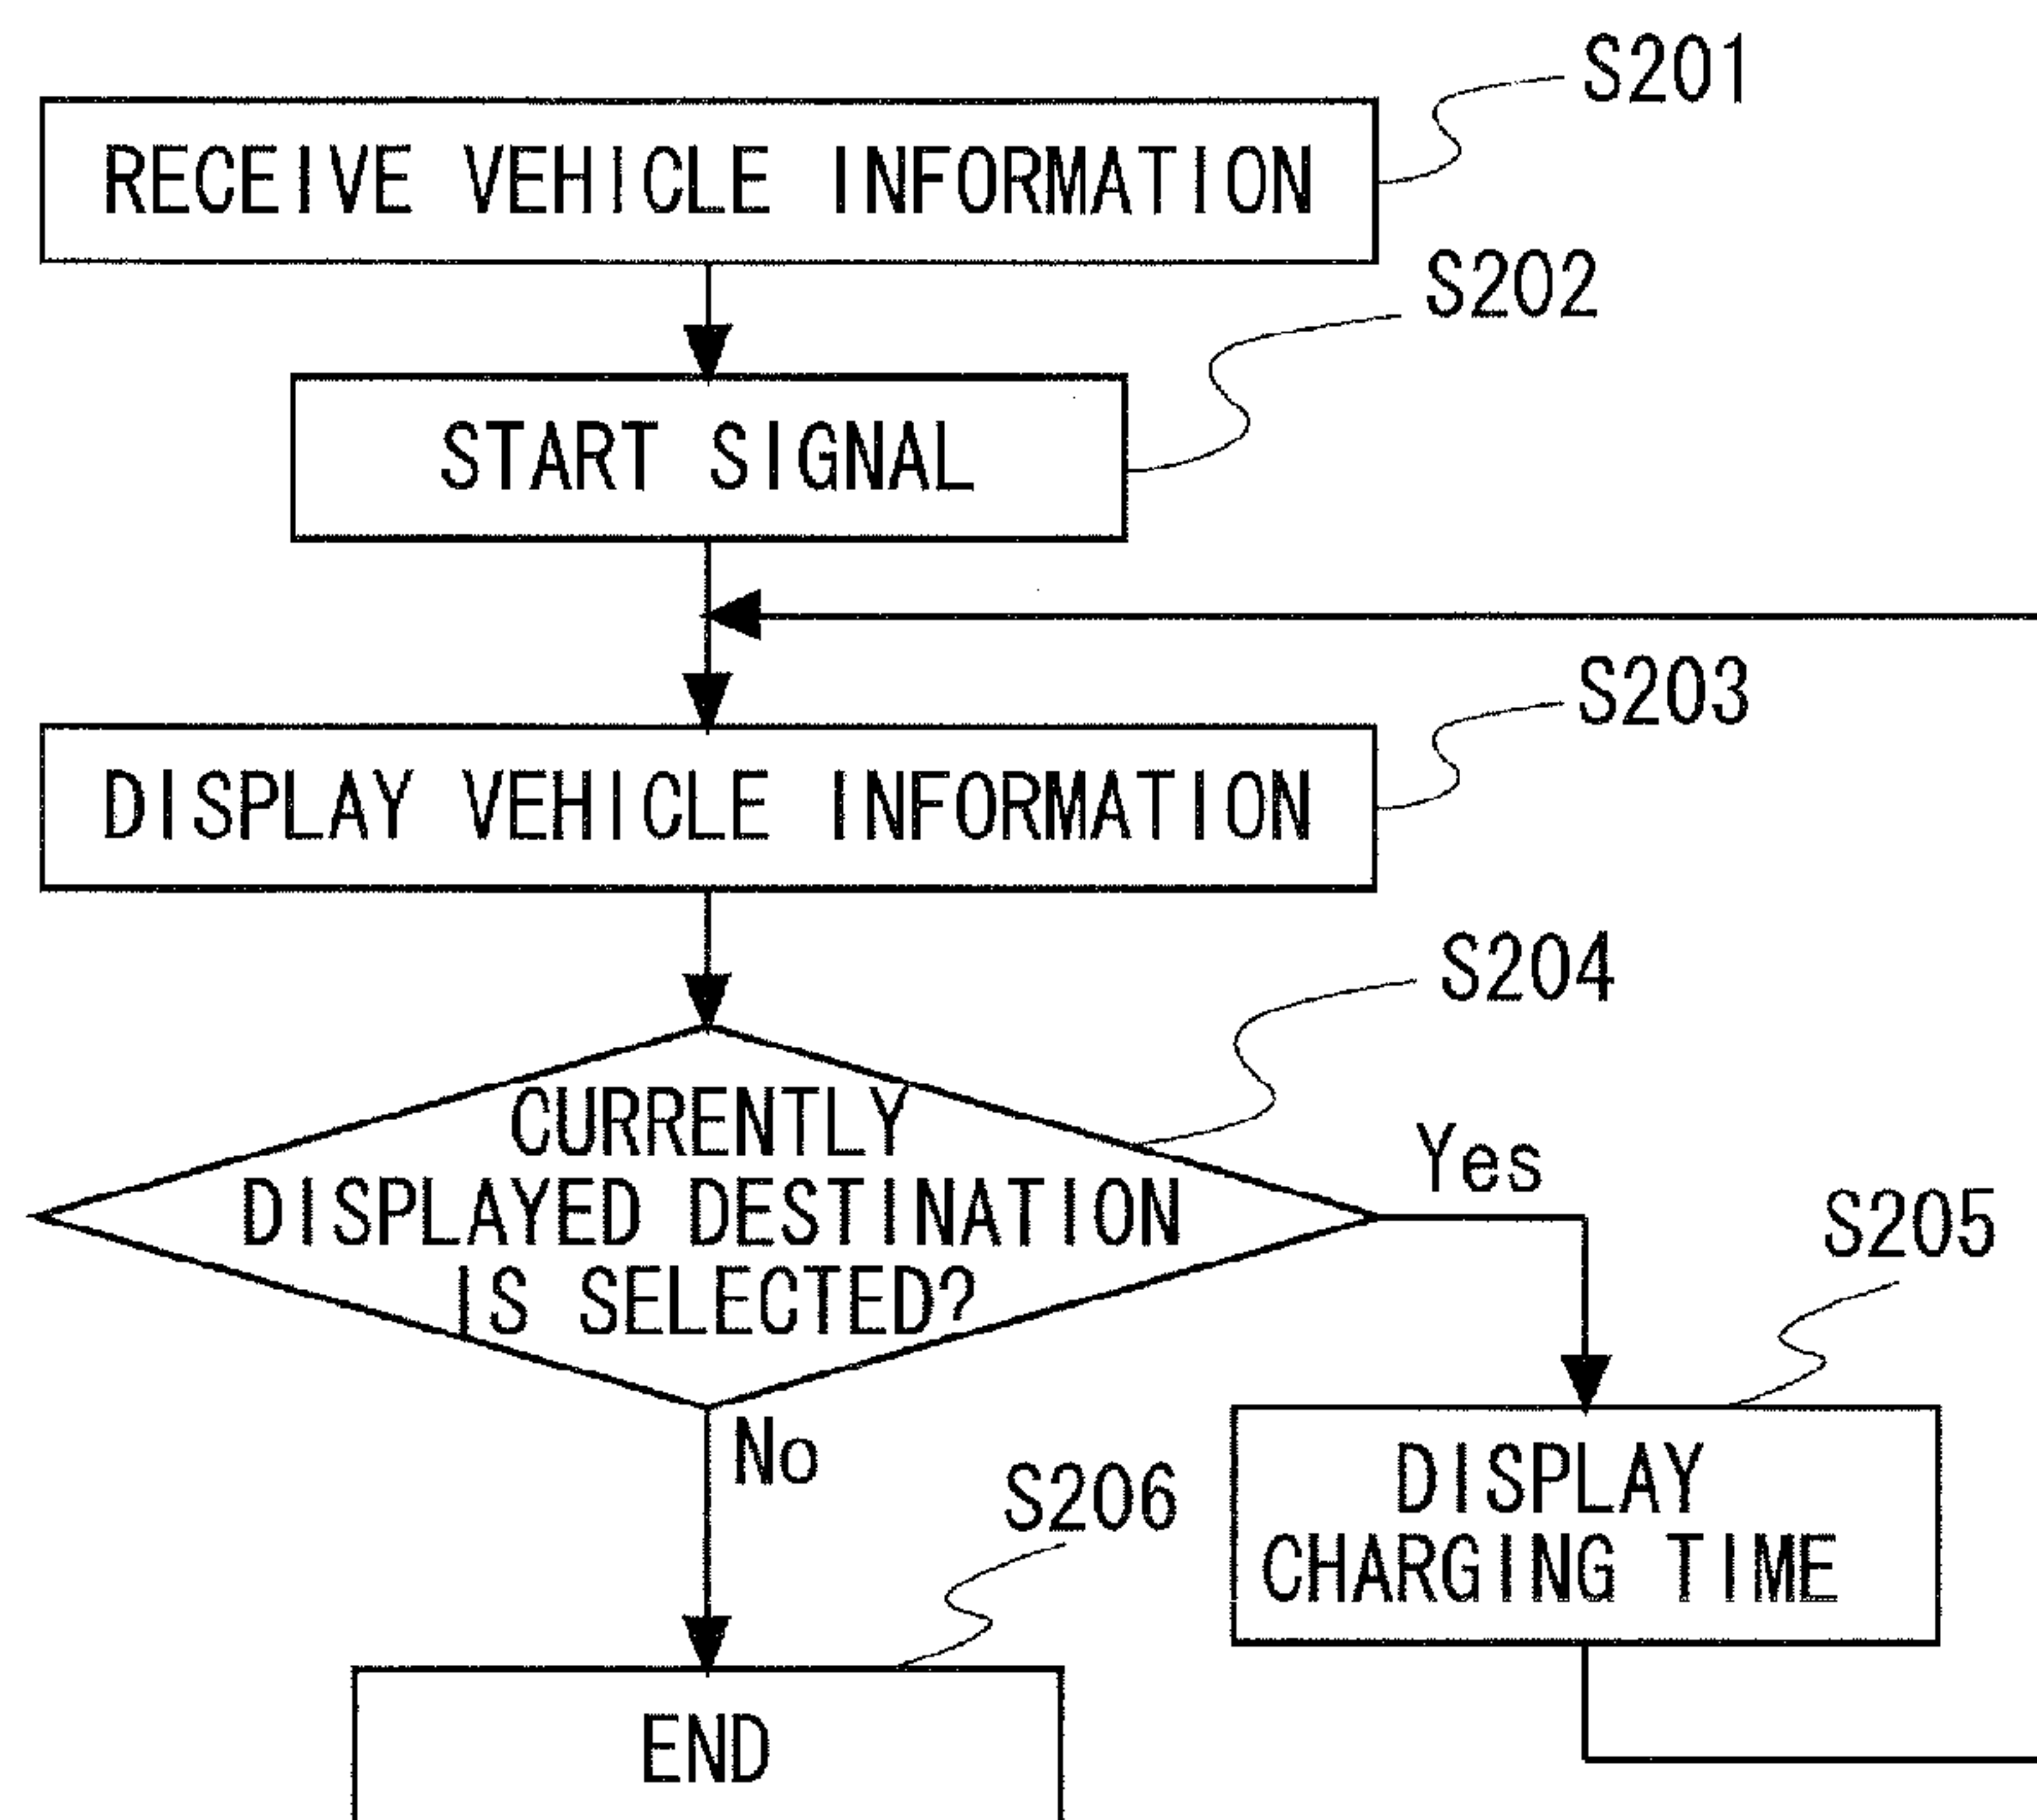 S201
RECEIVE VEHICLE INFORMATION
S202
START SIGNAL
S203
DISPLAY VEHICLE INFORMATION
S204
CURRENTLY
DISPLAYED DESTINATION
IS SELECTED?
Yes
S205
DISPLAY
CHARGING TIME
No
S206
END